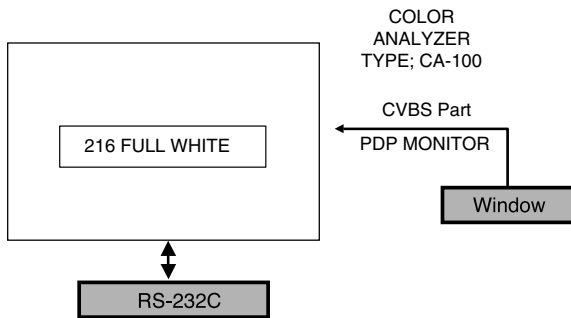 COLOR
ANALYZER
TYPE; CA-100
CVBS Part
216 FULL WHITE
PDP MONITOR
Window
RS-232C